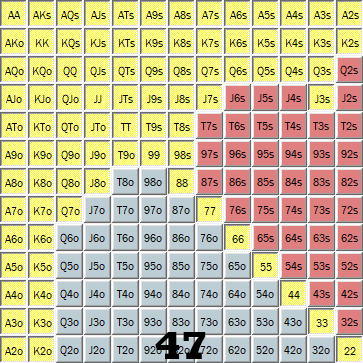 AA AKs AQs AJs ATs A9s A8s A7s A6s A5s A4s A3s A2s
AKo KK KQs KJs KTs K9s K8s K7s K6s K5s K4s K3s K2s
AQo KQo QQ QJs QTs Q9s Q8s Q7s Q6s Q5s Q4s Q3s Q2s
AJo KJo QJo JJ JTs J9s J8s J7s J6s J5s J4s J3s J2s
ATo KTo QTo JTo TT T9s T8s T7s T6s T5s T4s T3s T2s
A9o K9o Q9o J9o T9o 99 98s 97s 96s 95s 94s 93s 92s
A8o K8o Q8o J8o T8o 98o 88 87s 86s 85s 84s 83s 82s
A7o K7o Q7o J7o T7o 97o 87o 77 76s 75s 74s 73s 72s
A6o K6o Q6o J6o T6o 96o 86o 76o 66 65s 64s 63s 62s
A5o K5o Q5o J5o T5o 95o 85o 75o 65o 55 54s 53s 52s
A4o K4o Q4o J4o T4o 94o 84o 74o 64o 54o 44 43s 42s
A3o K3o Q3o J3o T3o 93o 83o 73o 63o 53o 43o 33 32s
A2o K2o Q2o J2o T2o 47 72o 62o 52o 42o 32o 22